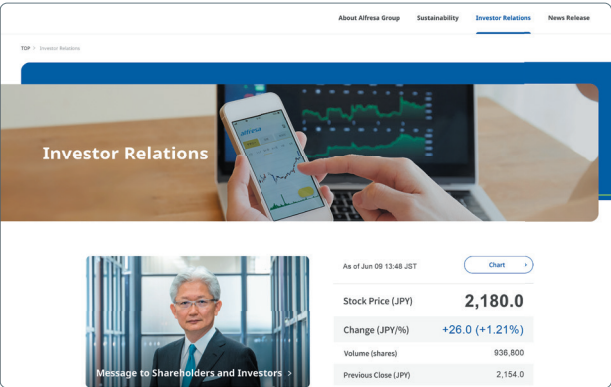 About Alfresa Group Sustainability Investor Relations News Release
TOP > Investor Relations
alfresa
Investor Relations
As of Jun 09 13:48 JST Chart >
Stock Price (JPY) 2,180.0
Change (JPY/%) +26.0 (+1.21%)
Volume (shares) 936,800
Previous Close (JPY) 2,154.0
Message to Shareholders and Investors >